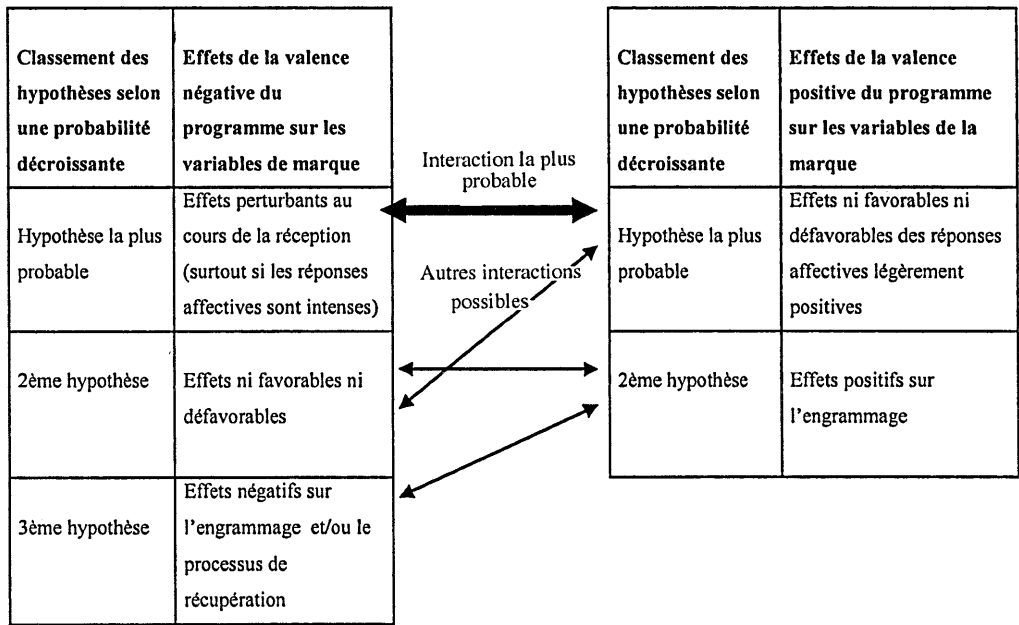 Classement des
hypothèses selon
une probabilité
décroissante
Effets de la valence
négative du
programme sur les
variables de marque
Hypothèse la plus
probable
Effets perturbants au
cours de la réception
(surtout si les réponses
affectives sont intenses)
2ème hypothèse
Effets ni favorables ni
défavorables
3ème hypothèse
Effets négatifs sur
l'engrammage et/ou le
processus de
récupération
Interaction la plus
probable
Autres interactions
possibles
Classement des
hypothèses selon
une probabilité
décroissante
Effets de la valence
positive du programme
sur les variables de la
marque
Hypothèse la plus
probable
Effets ni favorables ni
défavorables des réponses
affectives légèrement
positives
2ème hypothèse
Effets positifs sur
l'engrammage